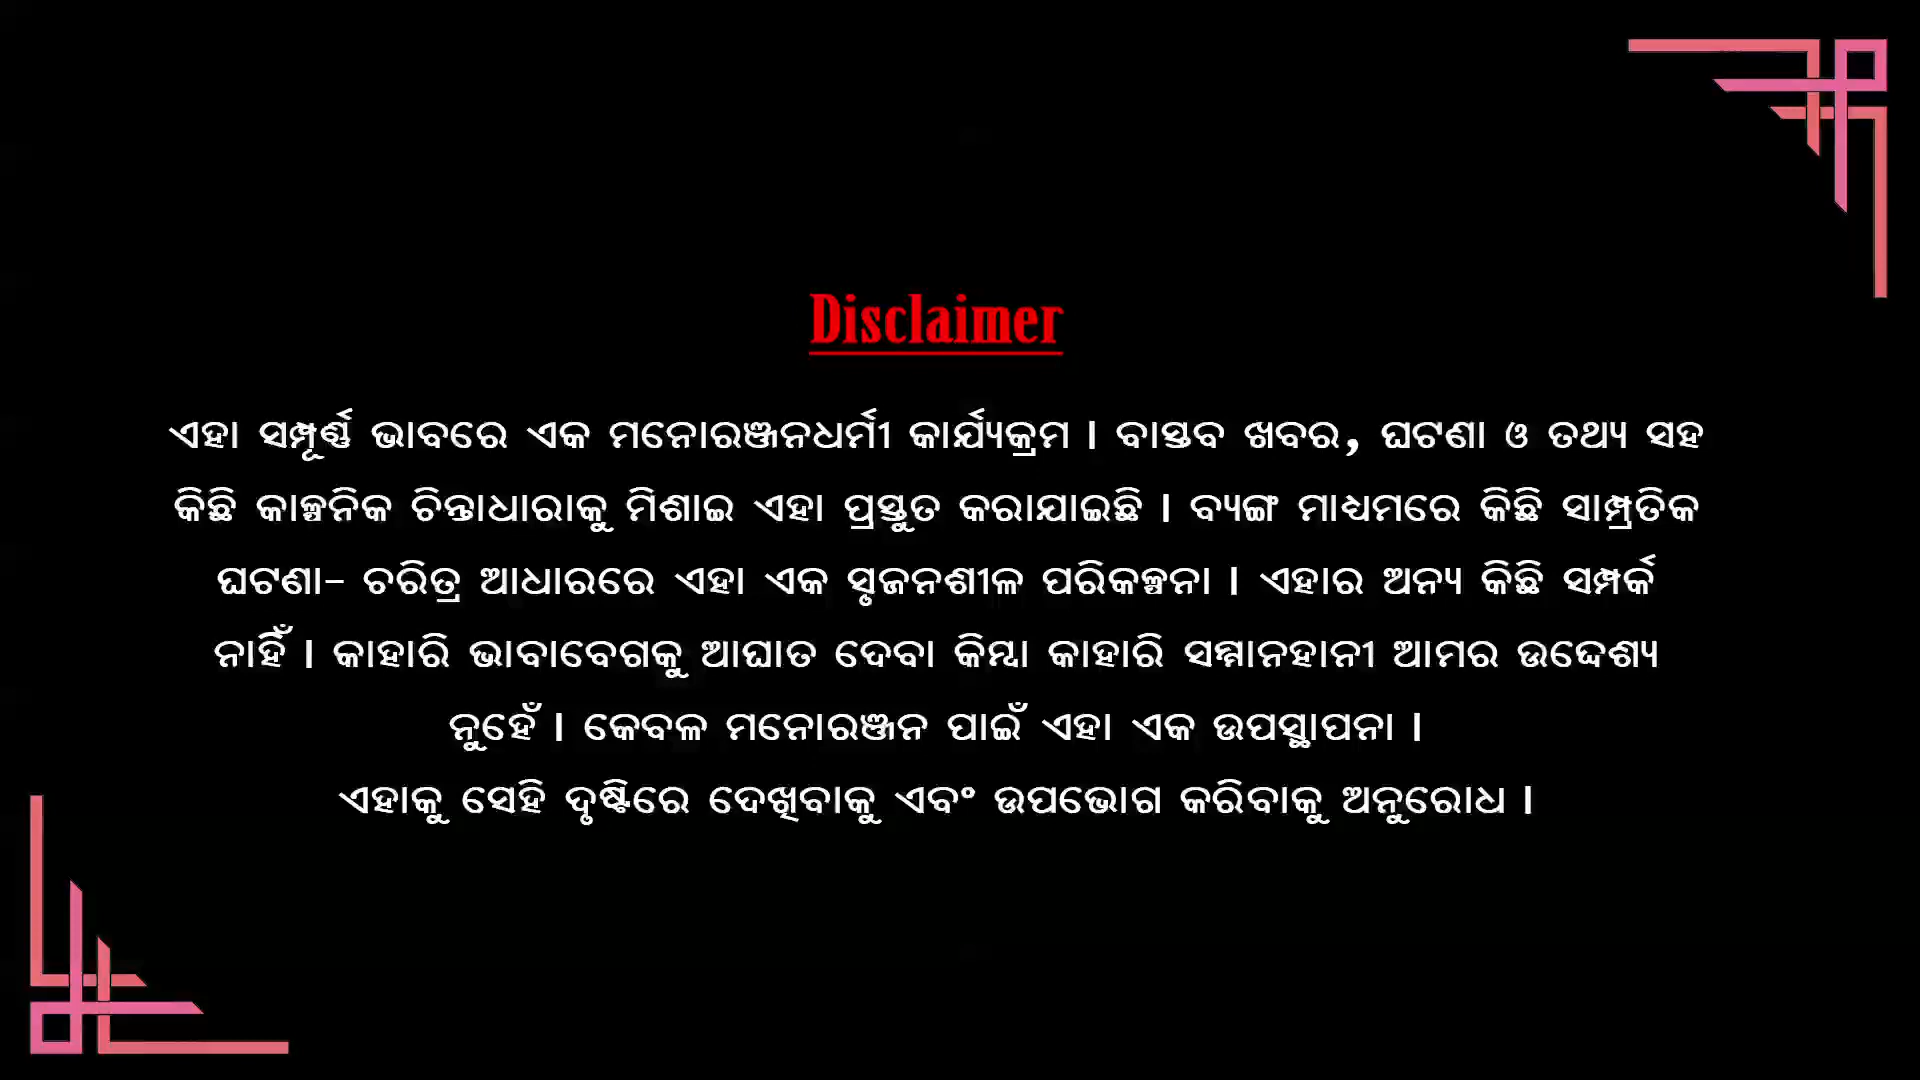 Disclaimer
ଏହା ସମ୍ପୂର୍ଣ୍ଣ ଭାବରେ ଏକ ମନୋରଞ୍ଜନଧର୍ମୀ କାର୍ଯ୍ୟକ୍ରମ । ବାସ୍ତବ ଖବର, ଘଟଣା ଓ ତଥ୍ୟ ସହ
କିଛି କାଳ୍ପନିକ ଚିନ୍ତାଧାରାକୁ ମିଶାଇ ଏହା ପ୍ରସ୍ତୁତ କରାଯାଇଛି । ବ୍ୟଙ୍ଗ ମାଧ୍ୟମରେ କିଛି ସାମ୍ପ୍ରତିକ
ଘଟଣା- ଚରିତ୍ର ଆଧାରରେ ଏହା ଏକ ସୃଜନଶୀଳ ପରିକଳ୍ପନା । ଏହାର ଅନ୍ୟ କିଛି ସମ୍ପର୍କ
ନାହିଁ । କାହାରି ଭାବାବେଗକୁ ଆଘାତ ଦେବା କିମ୍ବା କାହାରି ସମ୍ମାନହାନୀ ଆମର ଉଦ୍ଦେଶ୍ୟ
ନୁହେଁ । କେବଳ ମନୋରଞ୍ଜନ ପାଇଁ ଏହା ଏକ ଉପସ୍ଥାପନା ।
ଏହାକୁ ସେହି ଦୃଷ୍ଟିରେ ଦେଖିବାକୁ ଏବଂ ଉପଭୋଗ କରିବାକୁ ଅନୁରୋଧ ।